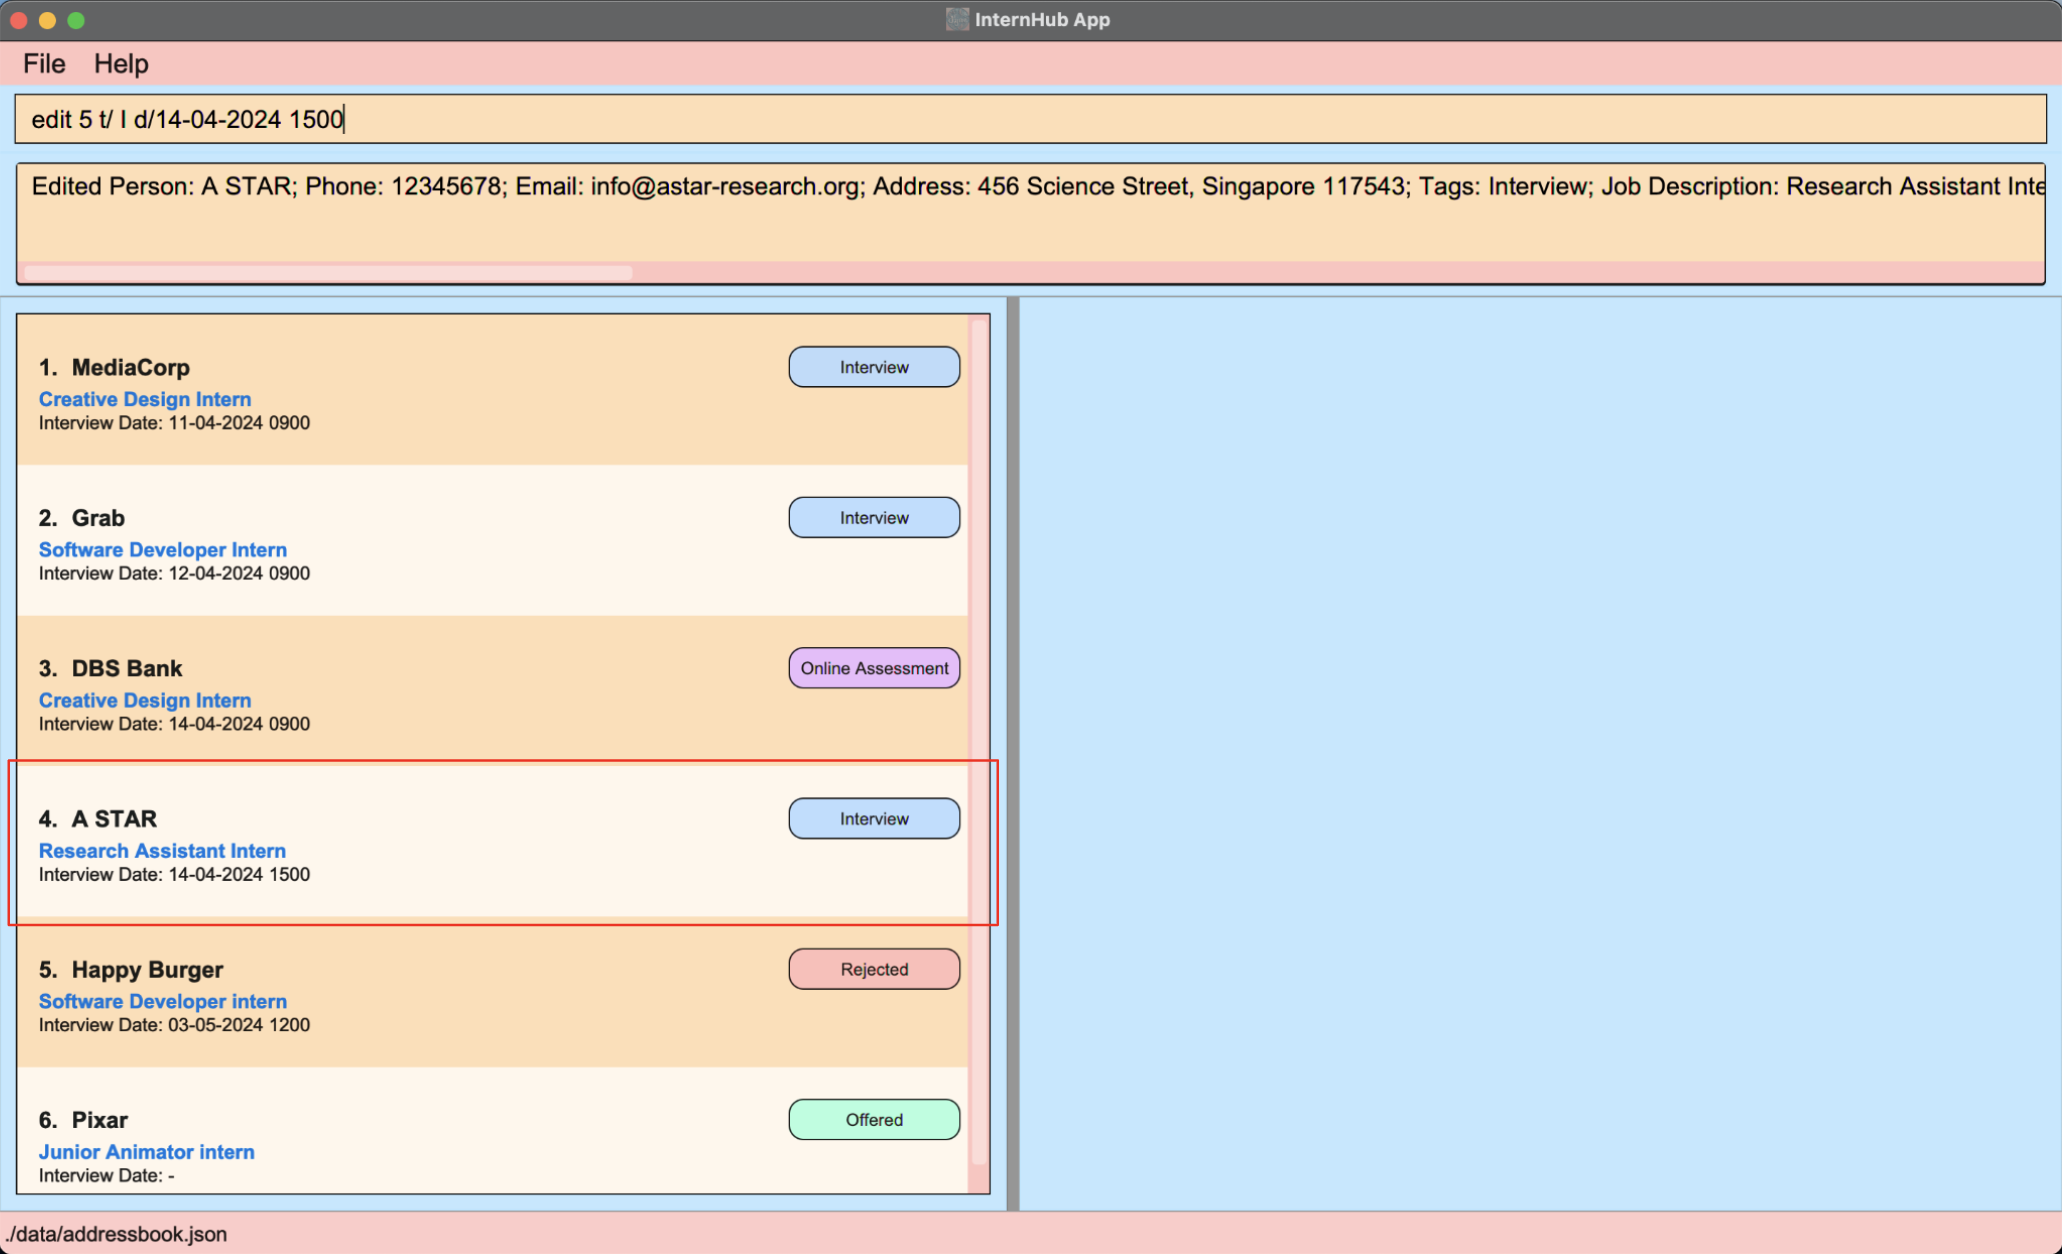 InternHub App
File Help
edit 5 t/ I d/14-04-2024 1500
Edited Person: A STAR; Phone: 12345678; Email: info@astar-research.org; Address: 456 Science Street, Singapore 117543; Tags: Interview; Job Description: Research Assistant Inte
1. MediaCorp Interview
Creative Design Intern
Interview Date: 11-04-2024 0900
2. Grab Interview
Software Developer Intern
Interview Date: 12-04-2024 0900
3. DBS Bank Online Assessment
Creative Design Intern
Interview Date: 14-04-2024 0900
4. A STAR Interview
Research Assistant Intern
Interview Date: 14-04-2024 1500
5. Happy Burger Rejected
Software Developer intern
Interview Date: 03-05-2024 1200
6. Pixar Offered
Junior Animator intern
Interview Date: -
./data/addressbook.json